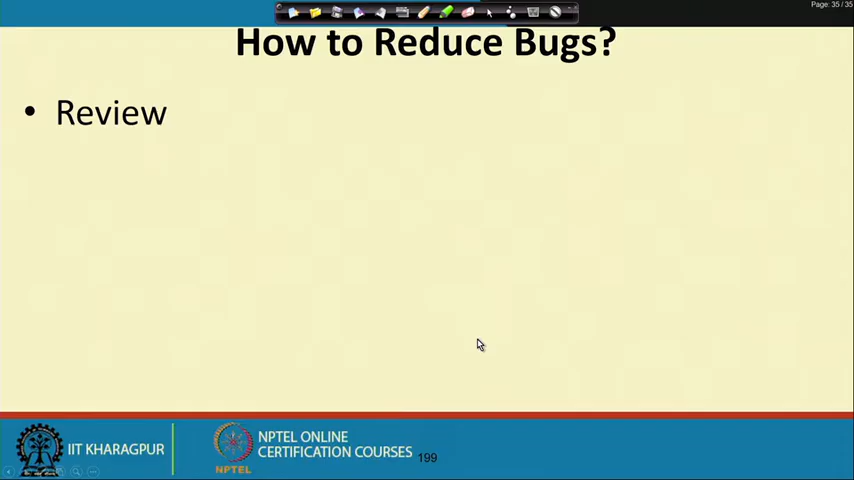 Page: 35 / 35
How to Reduce Bugs?
• Review
IIT KHARAGPUR
NPTEL
NPTEL ONLINE
CERTIFICATION COURSES
199